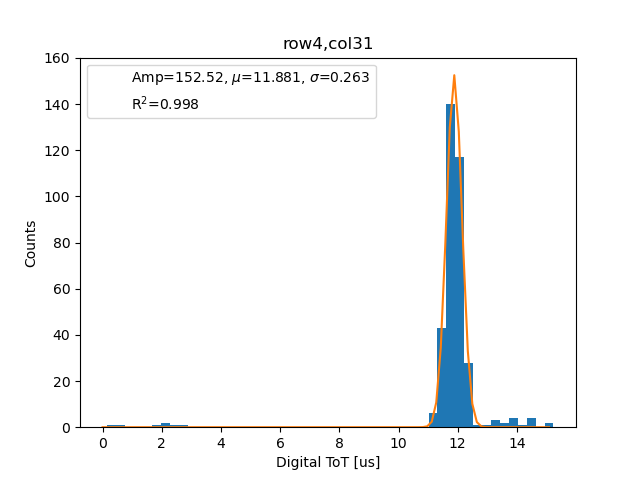 row4,col31
Amp=152.52, μ=11.881, σ=0.263
R²=0.998
160
140
120
100
80
60
40
20
0
Counts
0 2 4 6 8 10 12 14
Digital ToT [us]